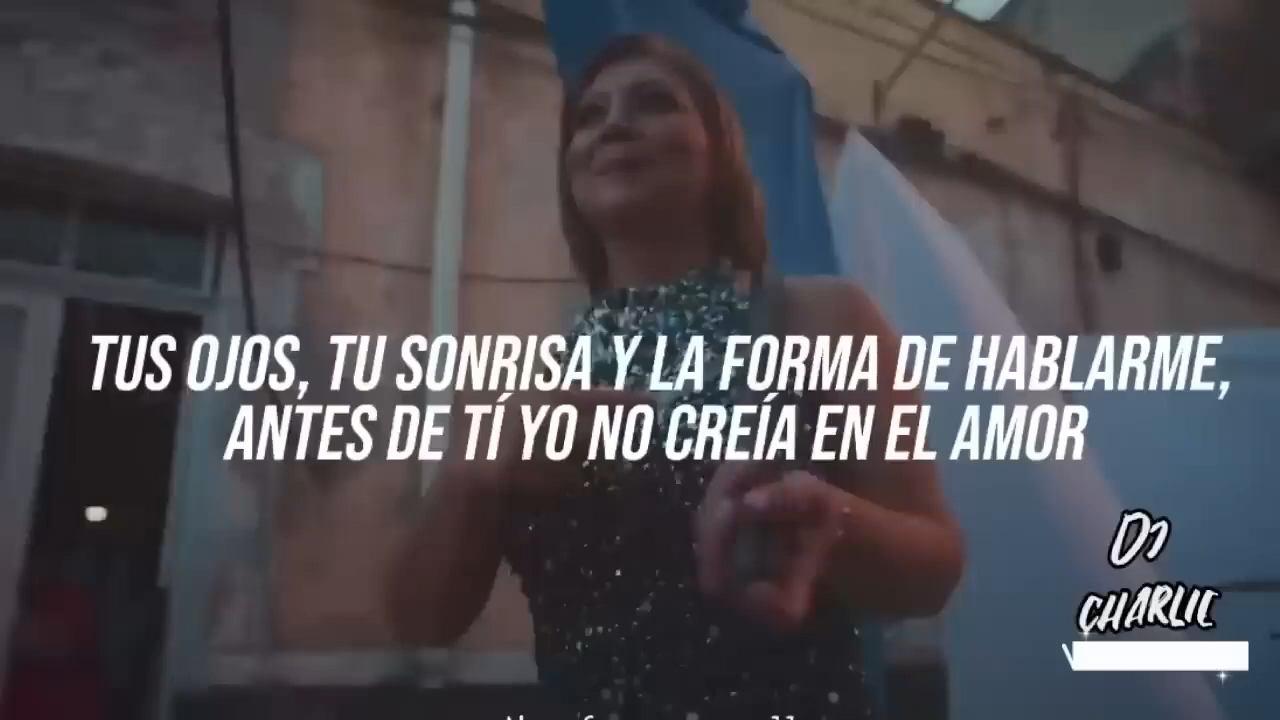 TUS OJOS, TU SONRISA Y LA FORMA DE HABLARME,
ANTES DE TÍ YO NO CREÍA EN EL AMOR
DJ
CHARLIE